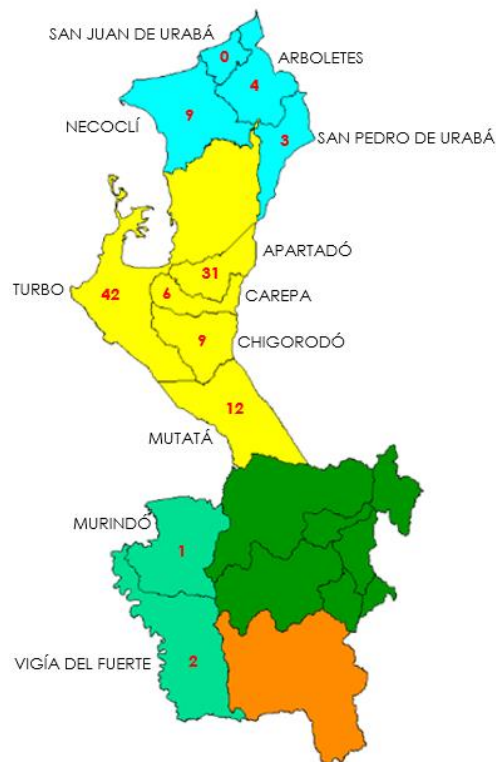 SAN JUAN DE URABÁ
0
ARBOLETES
4
9
NECOCLÍ
3
SAN PEDRO DE URABÁ
APARTADÓ
31
TURBO
42
6
CAREPA
9
CHIGORODÓ
12
MUTATÁ
MURINDÓ
1
VIGÍA DEL FUERTE
2